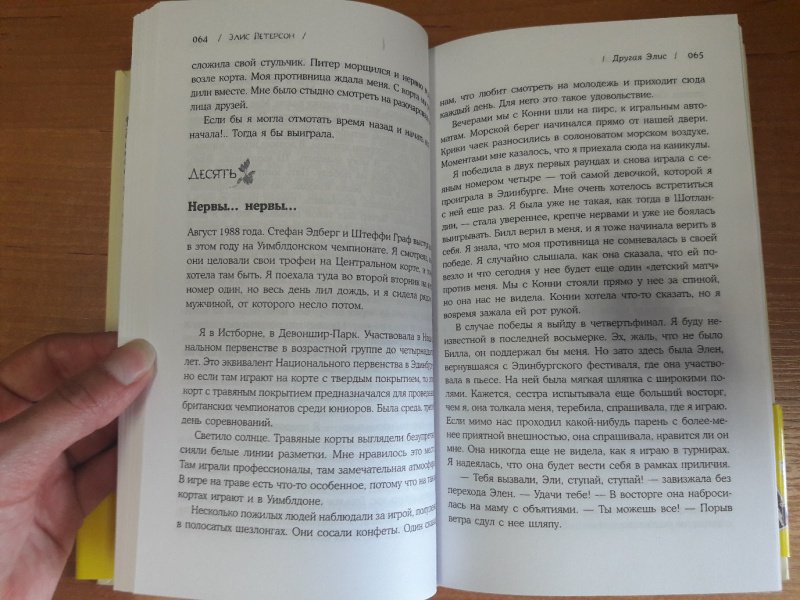 064 / Элис Петерсон /
сложила свой стульчик. Питер морщился и нервно
возле корта. Моя противница ждала меня. С корта мы
дили вместе. Мне было стыдно смотреть на разочарован
лица друзей.
Если бы я могла отмотать время назад и начать
начала!.. Тогда я бы выиграла.
Десять
Нервы... нервы...
Август 1988 года. Стефан Эдберг и Штеффи Граф
в этом году на Уимблдонском чемпионате. Я смотрела,
они целовали свои трофеи на Центральном корте, и
хотела там быть. Я поехала туда во второй вторник на
номер один, но весь день лил дождь, и я сидела рядом
мужчиной, от которого несло потом.
Я в Истборне, в Девоншир-Парк. Участвовала в
нальном первенстве в возрастной группе до
лет. Это эквивалент Национального первенства в
но если там играют на корте с твердым покрытием,
корт с травяным покрытием предназначался для
британских чемпионатов среди юниоров. Была среда,
день соревнований.
Светило солнце. Травяные корты выглядели
сияли белые линии разметки. Мне нравилось это
Там играли профессионалы, там замечательная
В игре на траве есть что-то особенное, потому что на
кортах играют и в Уимблдоне.
Несколько пожилых людей наблюдали за игрой,
в полосатых шезлонгах. Они сосали конфеты. Один
/ Другая Элис / 065
нам, что любит смотреть на молодежь и приходит сюда
каждый день. Для него это такое удовольствие.
Вечерами мы с Конни шли на пирс, к игральным авто-
матам. Морской берег начинался прямо от нашей двери.
Крики чаек разносились в солоноватом морском воздухе.
Моментами мне казалось, что я приехала сюда на каникулы.
Я победила в двух первых раундах и снова играла с се-
яным номером четыре — той самой девочкой, которой я
проиграла в Эдинбурге. Мне очень хотелось встретиться
с ней еще раз. Я была уже не такая, как тогда в Шотлан-
дии, — стала увереннее, крепче нервами и уже не боялась
выигрывать. Билл верил в меня, и я тоже начинала верить в
себя. Я знала, что моя противница не сомневалась в своей
победе. Я случайно слышала, как она сказала, что ей по-
везло и что сегодня у нее будет еще один «детский матч»
против меня. Мы с Конни стояли прямо у нее за спиной,
но она нас не видела. Конни хотела что-то сказать, но я
вовремя зажала ей рот рукой.
В случае победы я выйду в четвертьфинал. Я буду не-
известной в последней восьмерке. Эх, жаль, что не было
Билла, он поддержал бы меня. Но зато здесь была Элен,
вернувшаяся с Эдинбургского фестиваля, где она участво-
вала в пьесе. На ней была мягкая шляпка с широкими по-
лями. Кажется, сестра испытывала еще больший восторг,
чем я, она толкала меня, теребила, спрашивала, где я играю.
Если мимо нас проходил какой-нибудь парень с более-ме-
нее приятной внешностью, она спрашивала, нравится ли он
мне. Она никогда еще не видела, как я играю в турнирах.
Я надеялась, что она будет вести себя в рамках приличия.
— Тебя вызвали, Эли, ступай, ступай! — завизжала без
перехода Элен. — Удачи тебе! — В восторге она наброси-
лась на маму с объятиями. — Ты можешь все! — Порыв
ветра сдул с нее шляпу.